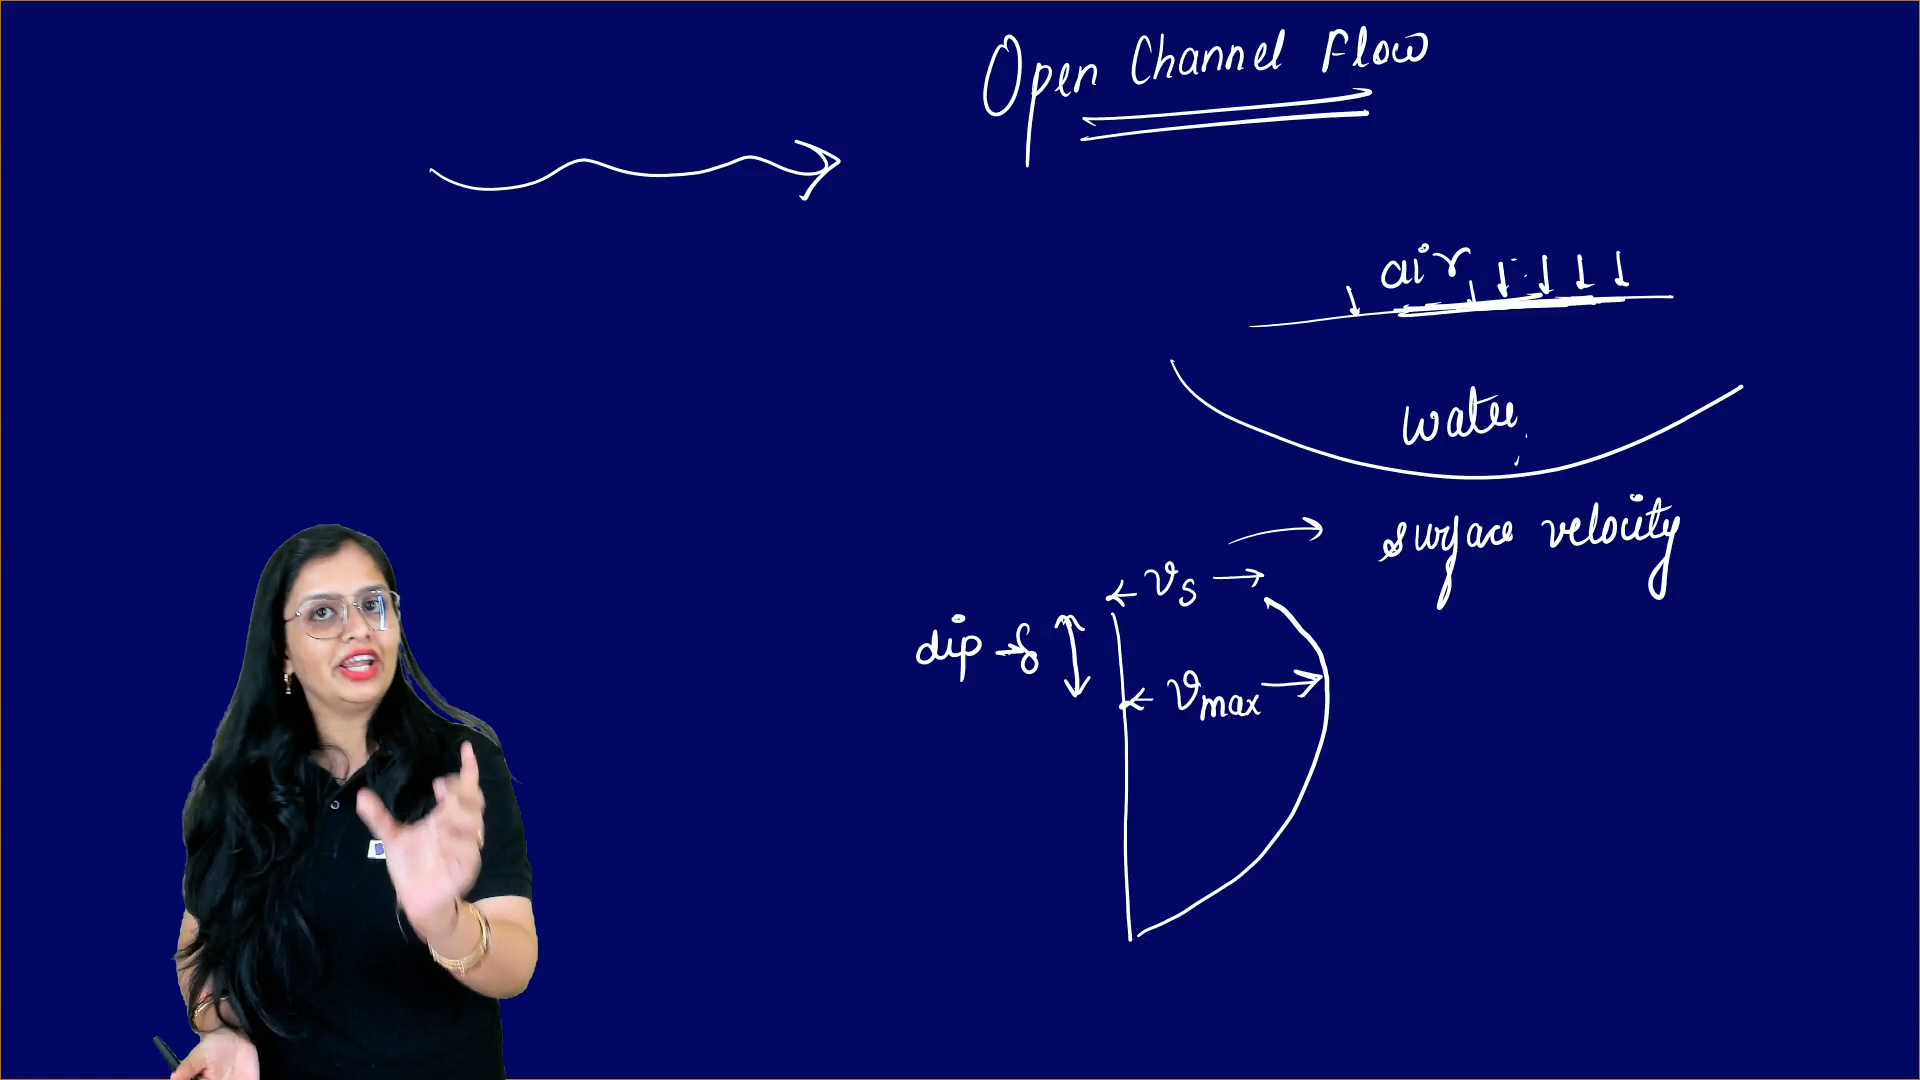 Open Channel Flow
air
water
surface velocity
← vs →
dip → δ
← vmax →